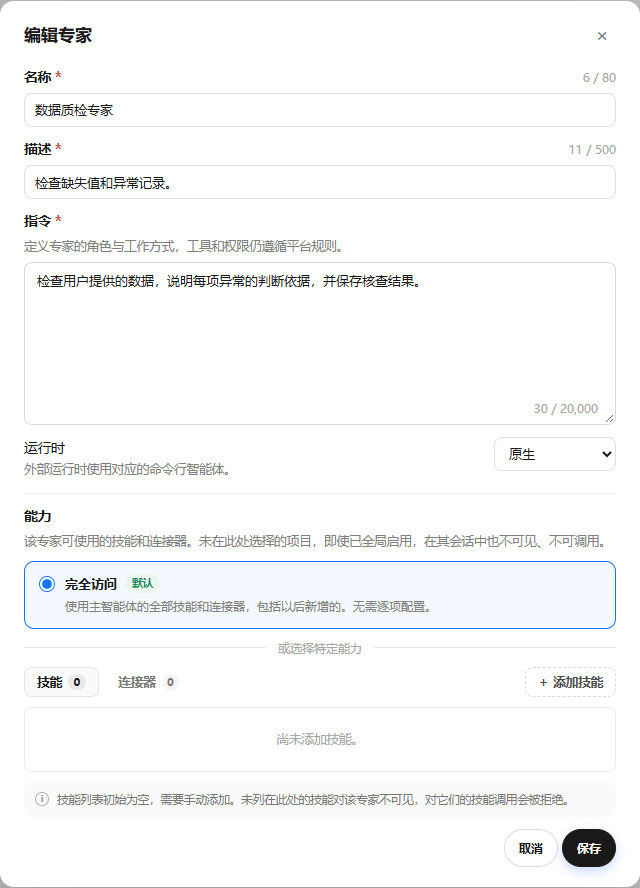 编辑专家
×
名称 *
6 / 80
数据质检专家
描述 *
11 / 500
检查缺失值和异常记录。
指令 *
定义专家的角色与工作方式，工具和权限仍遵循平台规则。
检查用户提供的数据，说明每项异常的判断依据，并保存核查结果。
30 / 20,000
运行时
外部运行时使用对应的命令行智能体。
原生
能力
该专家可使用的技能和连接器。未在此处选择的项目，即使已全局启用，在其会话中也不可见、不可调用。
完全访问 默认
使用主智能体的全部技能和连接器，包括以后新增的。无需逐项配置。
或选择特定能力
技能 0 连接器 0 + 添加技能
尚未添加技能。
技能列表初始为空，需要手动添加。未列在此处的技能对该专家不可见，对它们的技能调用会被拒绝。
取消 保存